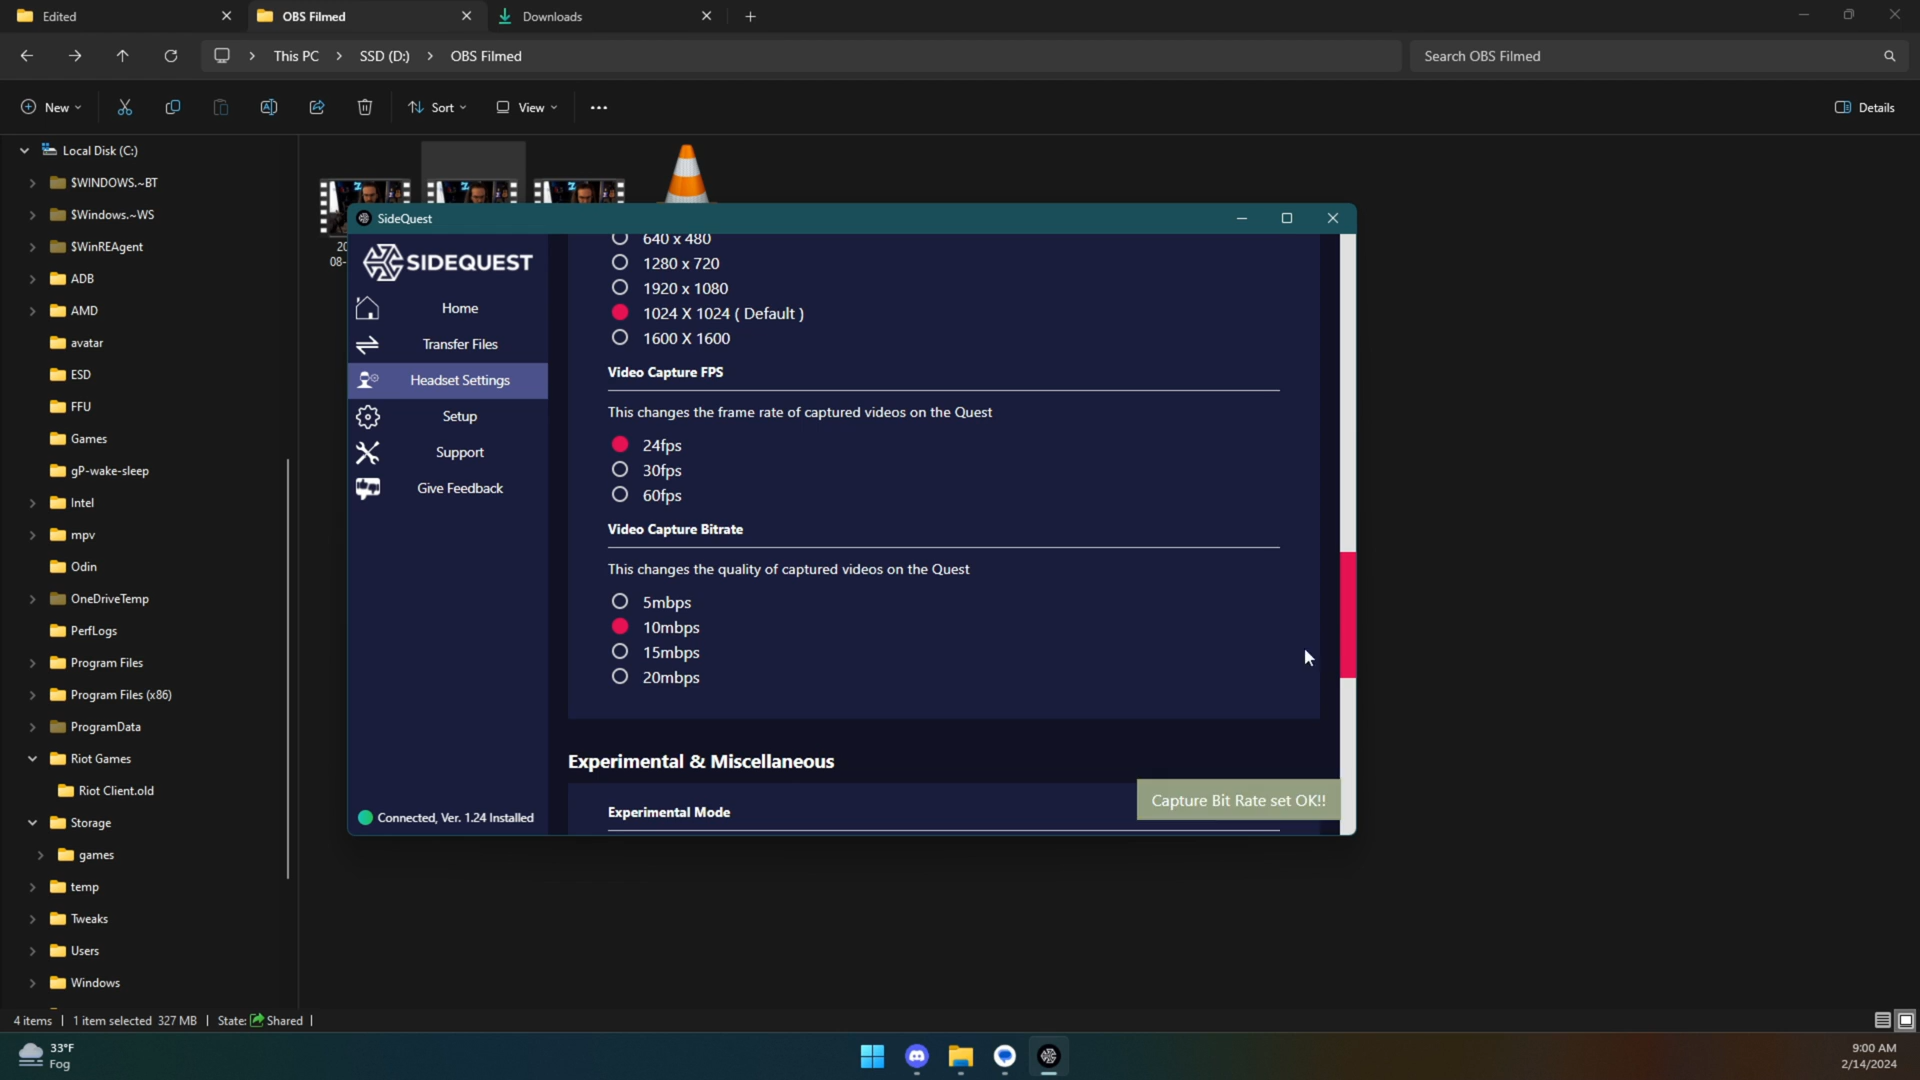 Edited
OBS Filmed
Downloads
This PC > SSD (D:) > OBS Filmed
Search OBS Filmed
New
Sort
View
Details
Local Disk (C:)
$WINDOWS.~BT
$Windows.~WS
$WinREAgent
ADB
AMD
avatar
ESD
FFU
Games
gP-wake-sleep
Intel
mpv
Odin
OneDriveTemp
PerfLogs
Program Files
Program Files (x86)
ProgramData
Riot Games
Riot Client.old
Storage
games
temp
Tweaks
Users
Windows
20
08-
SideQuest
SIDEQUEST
Home
Transfer Files
Headset Settings
Setup
Support
Give Feedback
Connected, Ver. 1.24 Installed
640 x 480
1280 x 720
1920 x 1080
1024 X 1024 ( Default )
1600 X 1600
Video Capture FPS
This changes the frame rate of captured videos on the Quest
24fps
30fps
60fps
Video Capture Bitrate
This changes the quality of captured videos on the Quest
5mbps
10mbps
15mbps
20mbps
Experimental & Miscellaneous
Experimental Mode
Capture Bit Rate set OK!!
4 items | 1 item selected 327 MB | State: Shared |
33°F
Fog
9:00 AM
2/14/2024